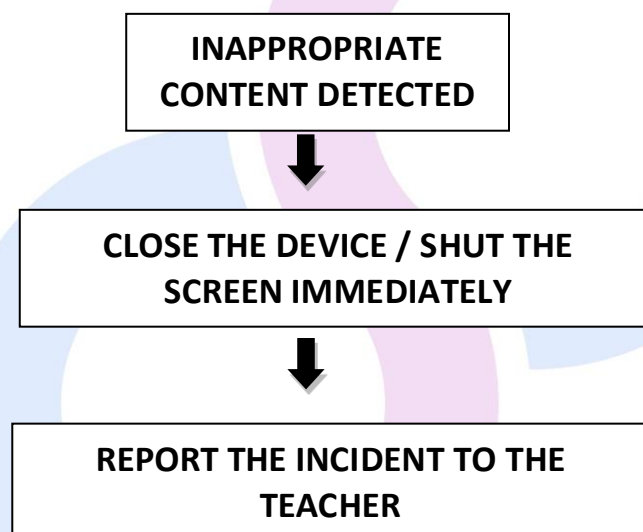 INAPPROPRIATE
CONTENT DETECTED
CLOSE THE DEVICE / SHUT THE
SCREEN IMMEDIATELY
REPORT THE INCIDENT TO THE
TEACHER